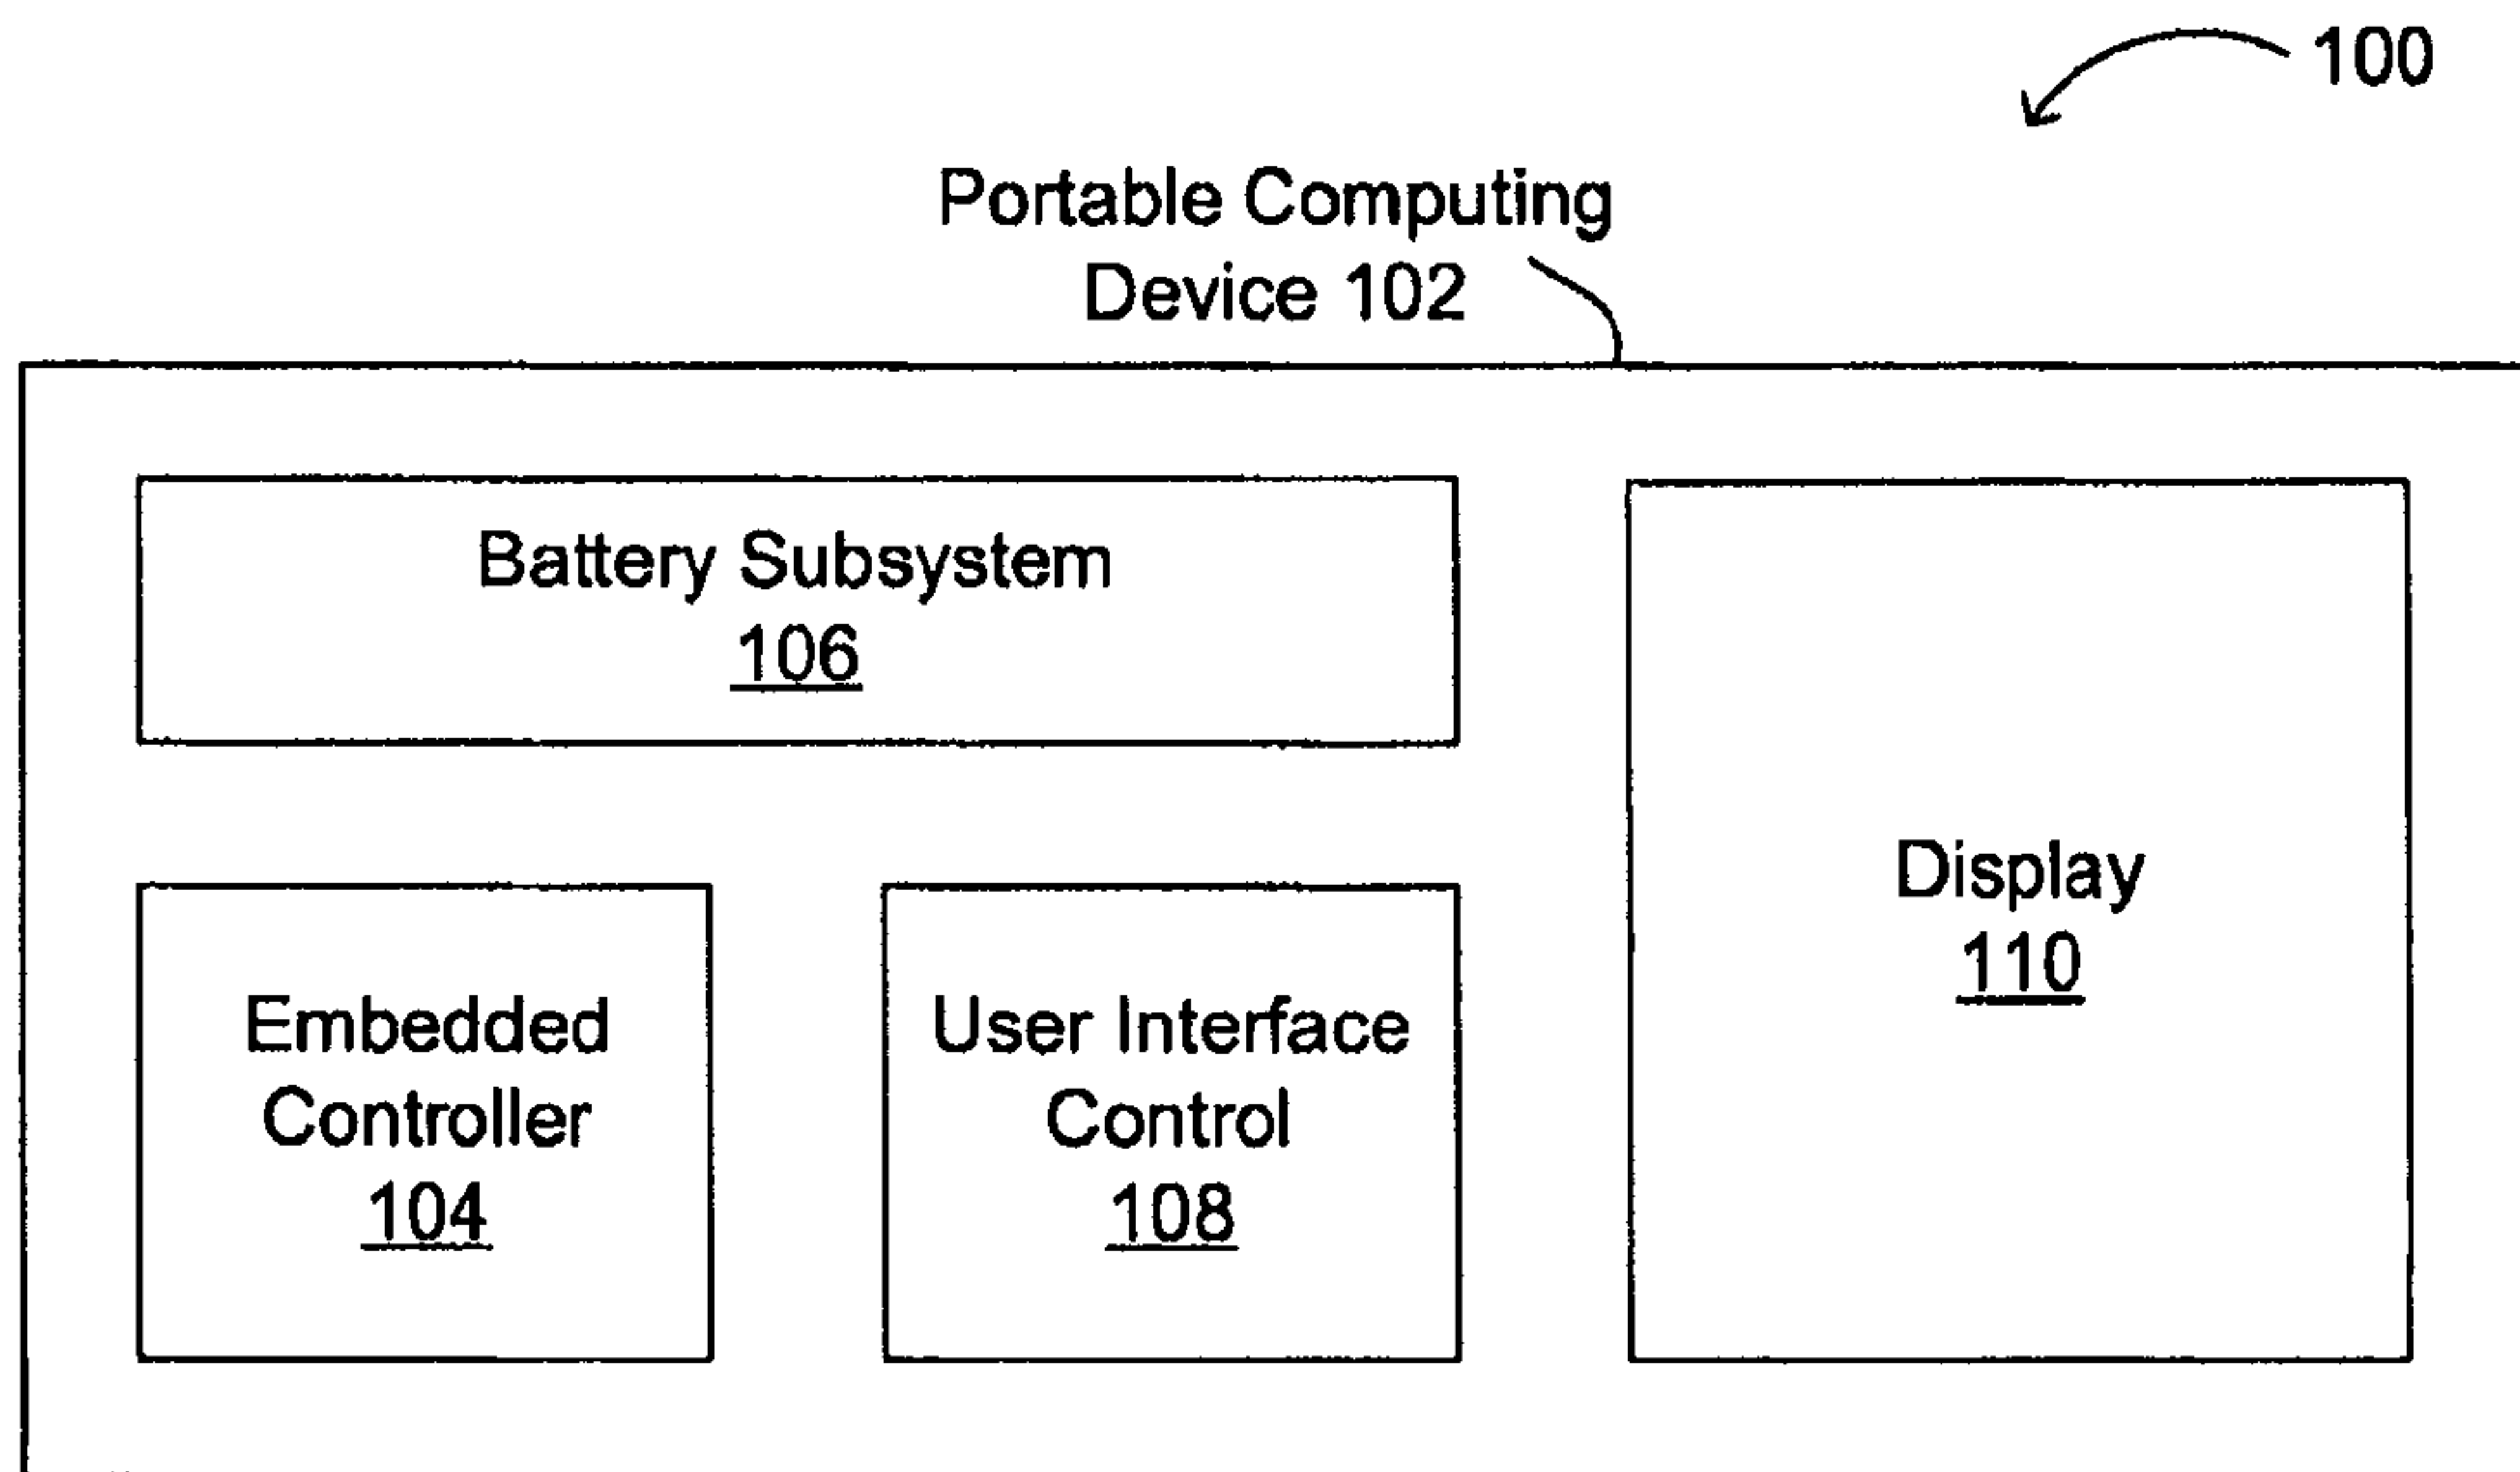 100
Portable Computing
Device 102
Battery Subsystem
106
Display
110
Embedded
Controller
104
User Interface
Control
108